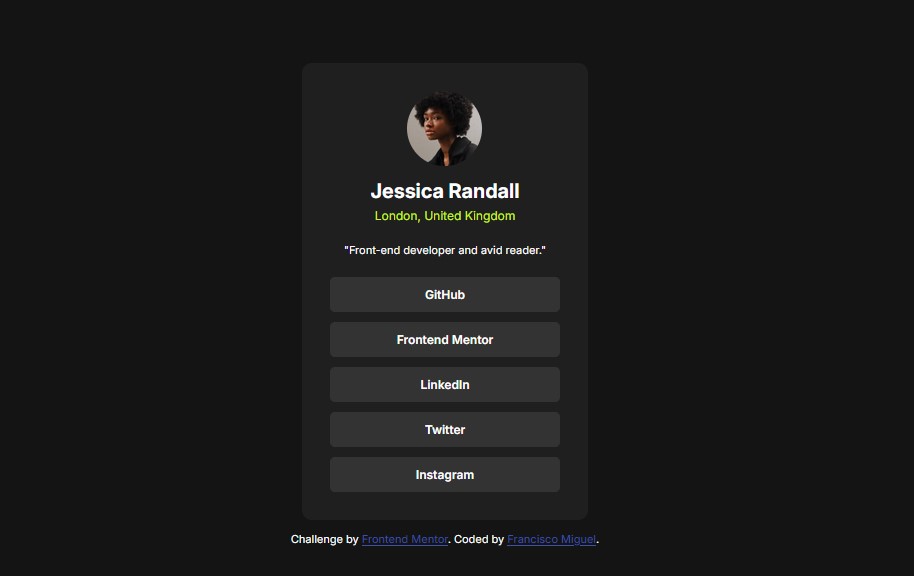 Jessica Randall
London, United Kingdom
"Front-end developer and avid reader."
GitHub
Frontend Mentor
LinkedIn
Twitter
Instagram
Challenge by Frontend Mentor. Coded by Francisco Miguel.